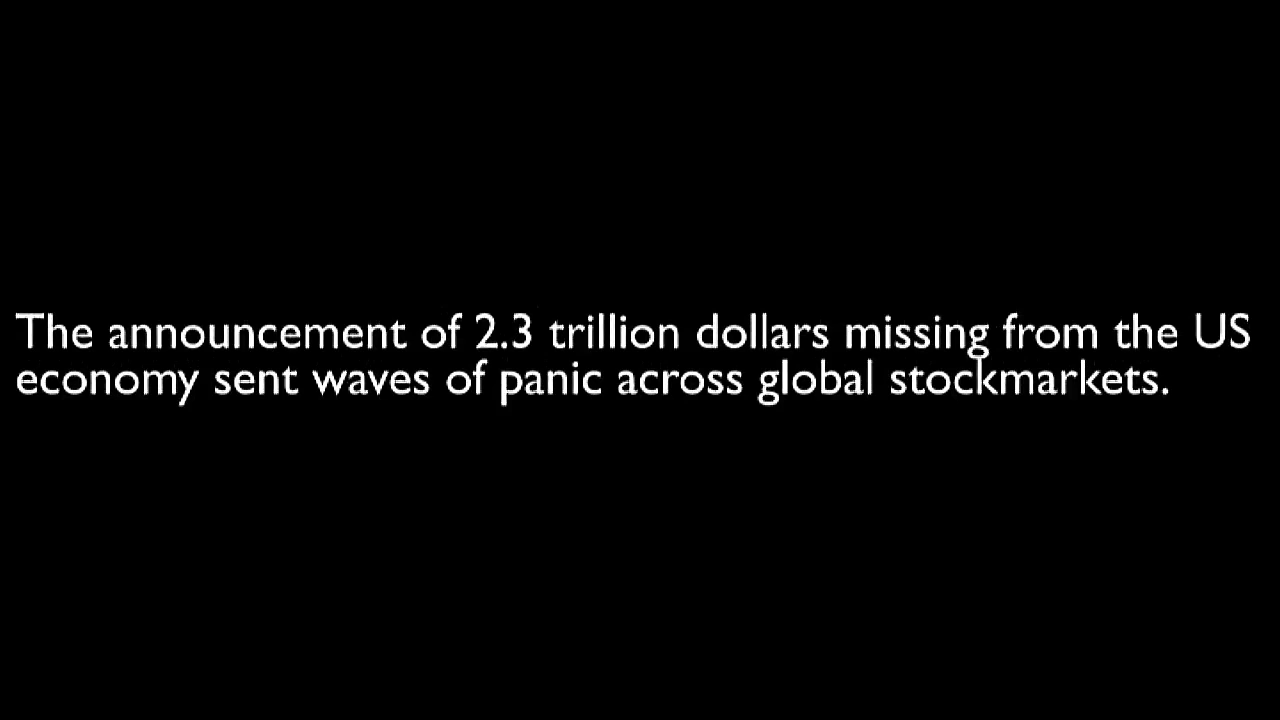 The announcement of 2.3 trillion dollars missing from the US
economy sent waves of panic across global stockmarkets.